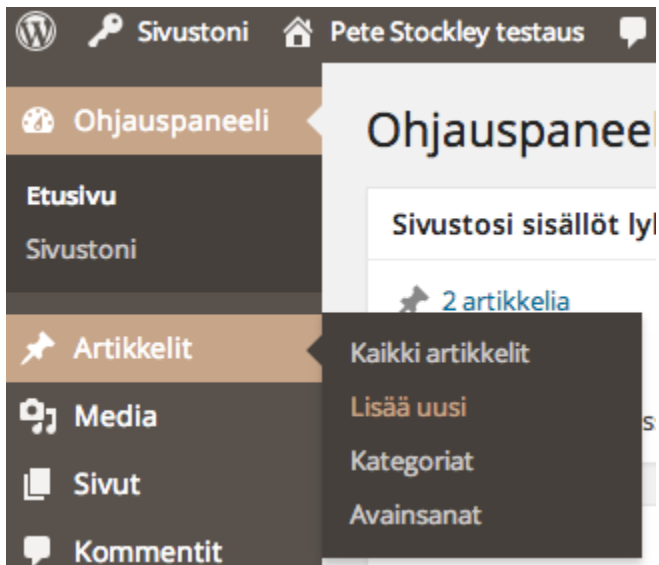 Sivustoni Pete Stockley testaus
Ohjauspaneeli
Etusivu
Sivustoni
Artikkelit
Media
Sivut
Kommentit
Kaikki artikkelit
Lisää uusi
Kategoriat
Avainsanat
Ohjauspaneel
Sivustosi sisällöt
2 artikkelia